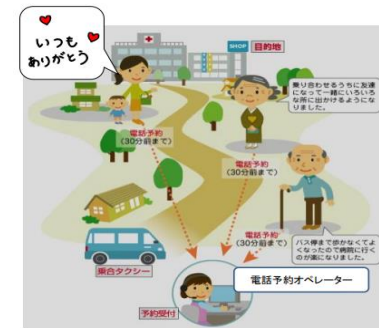 いつも
ありがとう
SHOP
目的地
乗り合わせるうちに友達
になって一緒にいろいろ
な所に出かけるようにな
りました。
電話予約
(30分前まで)
電話予約
(30分前まで)
電話予約
(30分前まで)
バス停まで歩かなくてよ
くなったので病院に行く
のが楽になりました。
乗合タクシー
電話予約オペレーター
予約受付